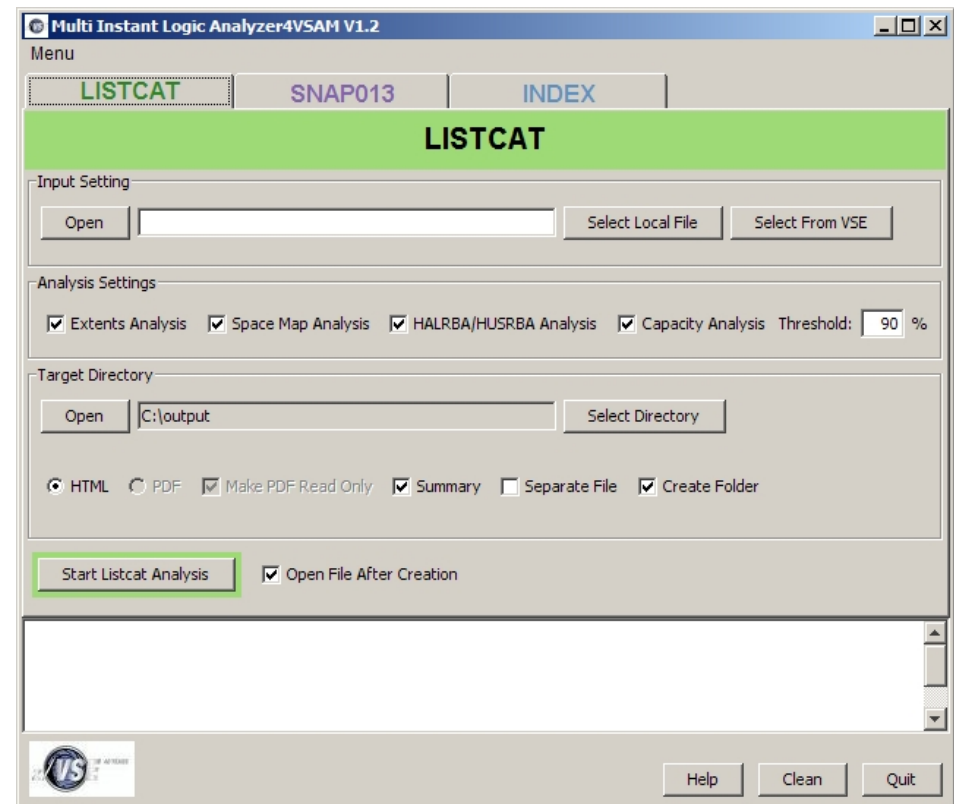 Multi Instant Logic Analyzer4VSAM V1.2
Menu
LISTCAT SNAP013 INDEX
LISTCAT
Input Setting
Open Select Local File Select From VSE
Analysis Settings
Extents Analysis Space Map Analysis HALRBA/HUSRBA Analysis Capacity Analysis Threshold: 90 %
Target Directory
Open C:\output Select Directory
HTML PDF Make PDF Read Only Summary Separate File Create Folder
Start Listcat Analysis Open File After Creation
VS
Help Clean Quit